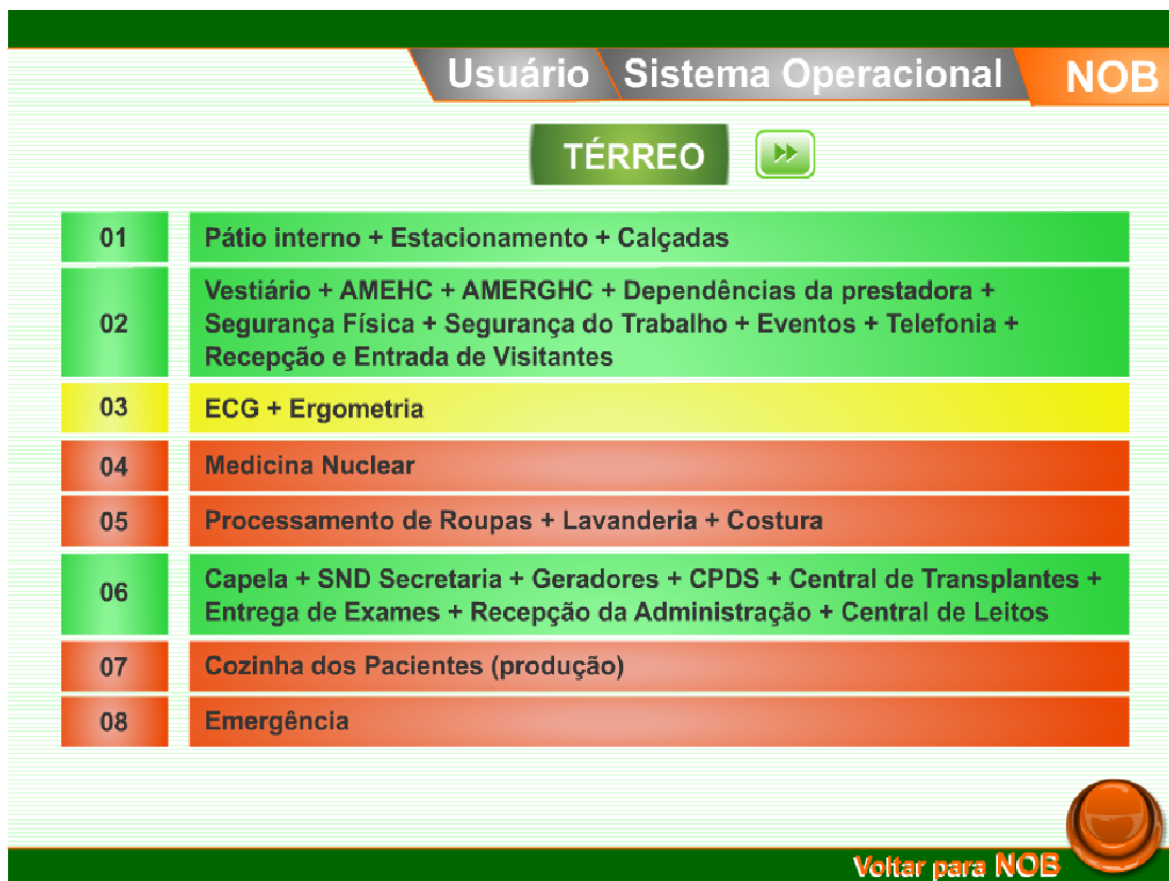 Usuário Sistema Operacional NOB
TÉRREO
01 Pátio interno + Estacionamento + Calçadas
02 Vestiário + AMEHC + AMERGHC + Dependências da prestadora +
Segurança Física + Segurança do Trabalho + Eventos + Telefonia +
Recepção e Entrada de Visitantes
03 ECG + Ergometria
04 Medicina Nuclear
05 Processamento de Roupas + Lavanderia + Costura
06 Capela + SND Secretaria + Geradores + CPDS + Central de Transplantes +
Entrega de Exames + Recepção da Administração + Central de Leitos
07 Cozinha dos Pacientes (produção)
08 Emergência
Voltar para NOB